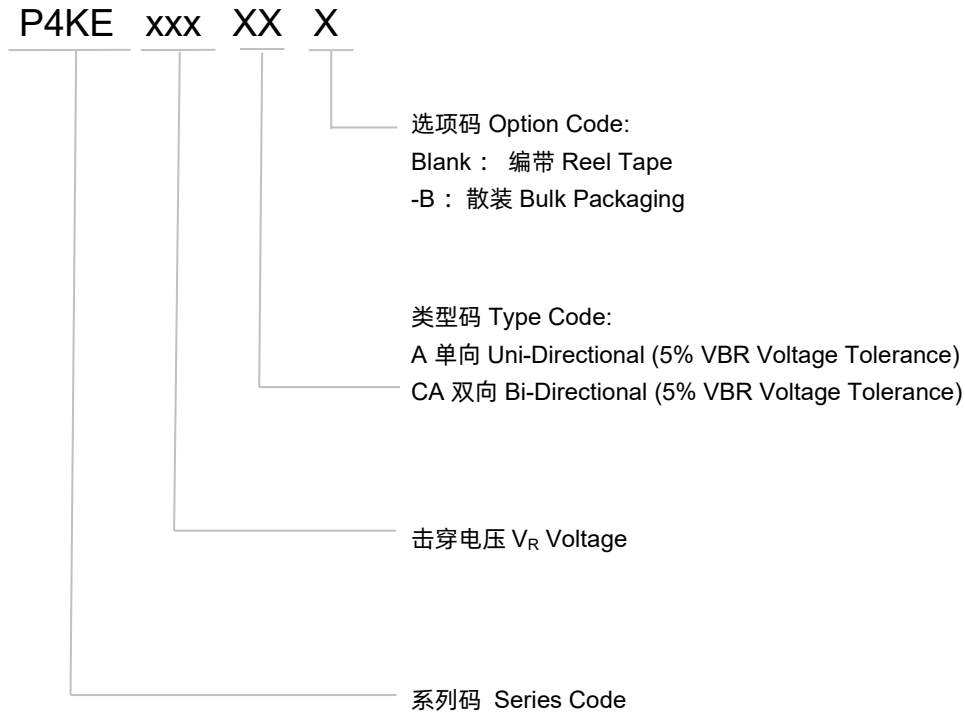 P4KE xxx XX X
选项码 Option Code:
Blank ： 编带 Reel Tape
-B ：散装 Bulk Packaging
类型码 Type Code:
A 单向 Uni-Directional (5% VBR Voltage Tolerance)
CA 双向 Bi-Directional (5% VBR Voltage Tolerance)
击穿电压 VR Voltage
系列码 Series Code